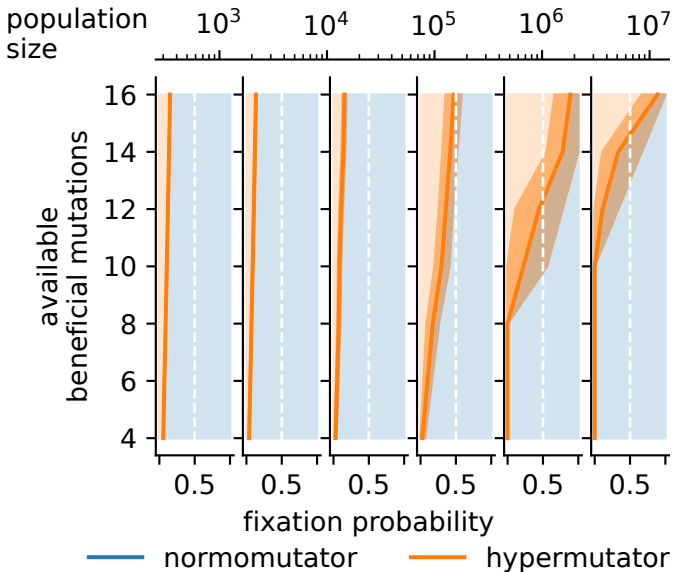 population size
10³ 10⁴ 10⁵ 10⁶ 10⁷
available beneficial mutations
16
14
12
10
8
6
4
0.5 0.5 0.5 0.5 0.5 0.5
fixation probability
normomutator hypermutator